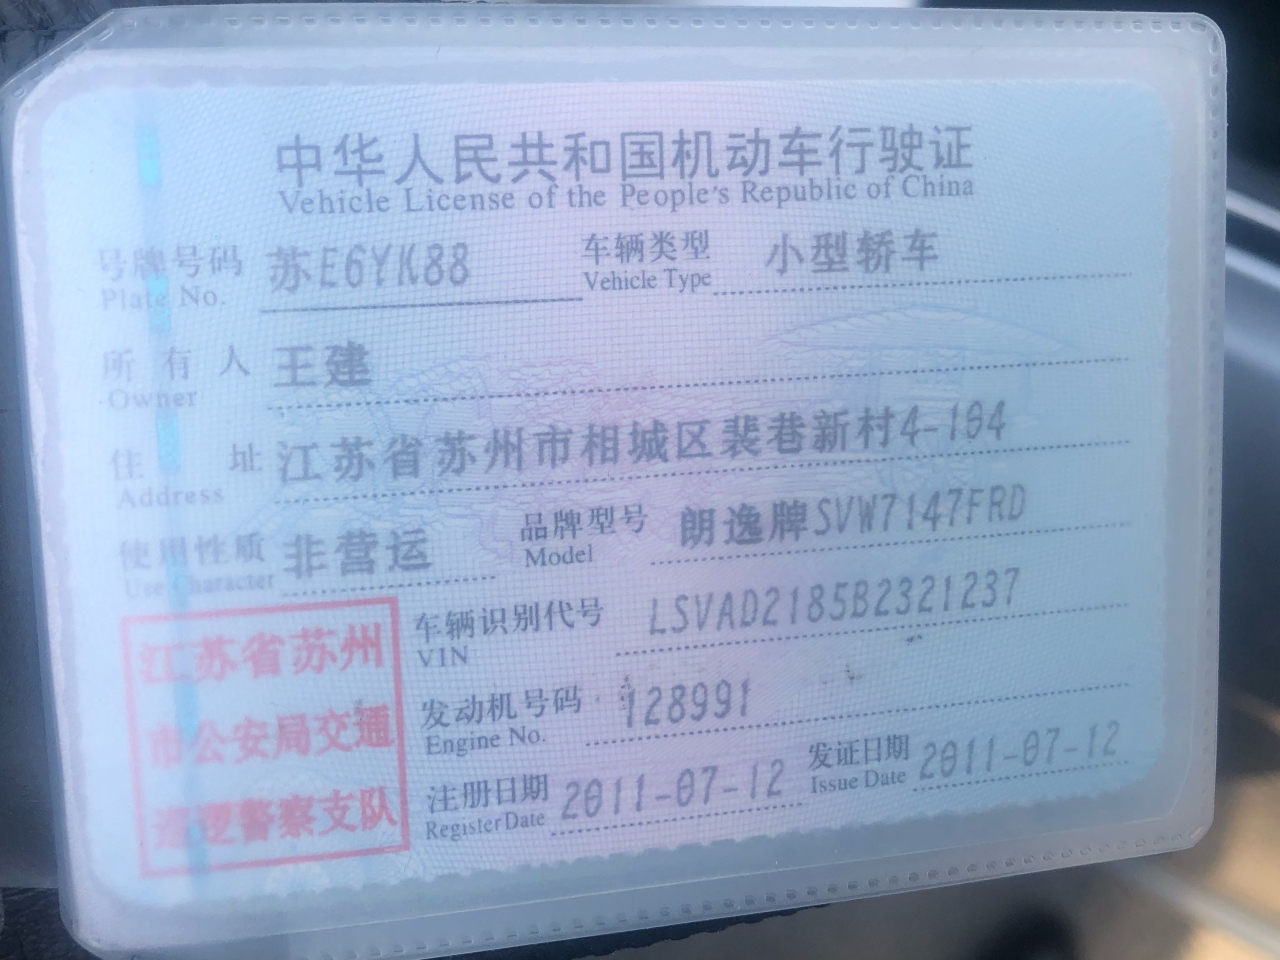 中华人民共和国机动车行驶证
Vehicle License of the People's Republic of China
号牌号码 苏E6YK88 车辆类型 小型轿车
Plate No. Vehicle Type
所有人 王建
Owner
住址 江苏省苏州市相城区裴巷新村4-104
Address
使用性质 非营运 品牌型号 朗逸牌SVW7147FRD
Use Character Model
车辆识别代号 LSVAD2185B2321237
VIN
发动机号码 128991
Engine No.
注册日期 2011-07-12 发证日期 2011-07-12
Register Date Issue Date
江苏省苏州
市公安局交通
巡逻警察支队